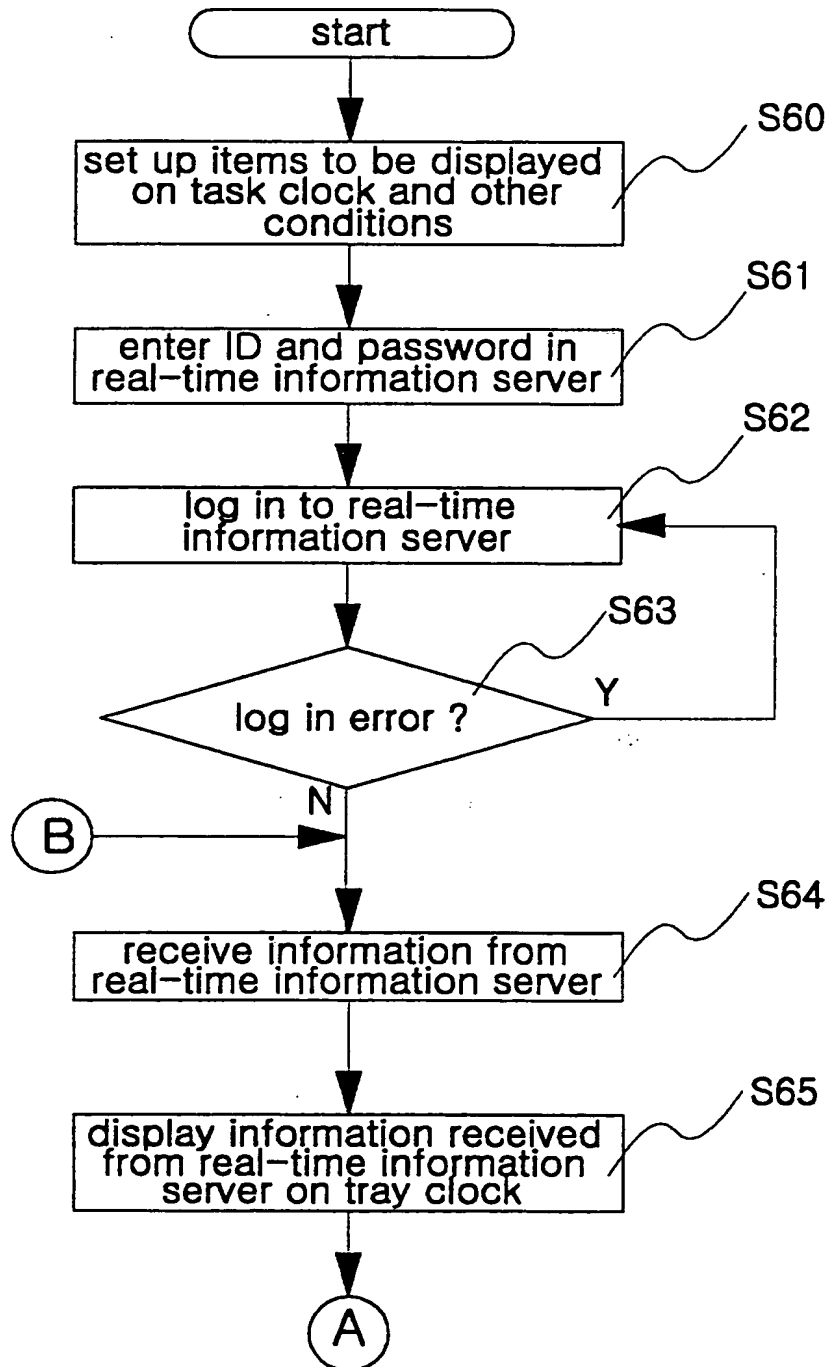 start
S60
set up items to be displayed
on task clock and other
conditions
S61
enter ID and password in
real-time information server
S62
log in to real-time
information server
S63
log in error ?
Y
N
B
S64
receive information from
real-time information server
S65
display information received
from real-time information
server on tray clock
A